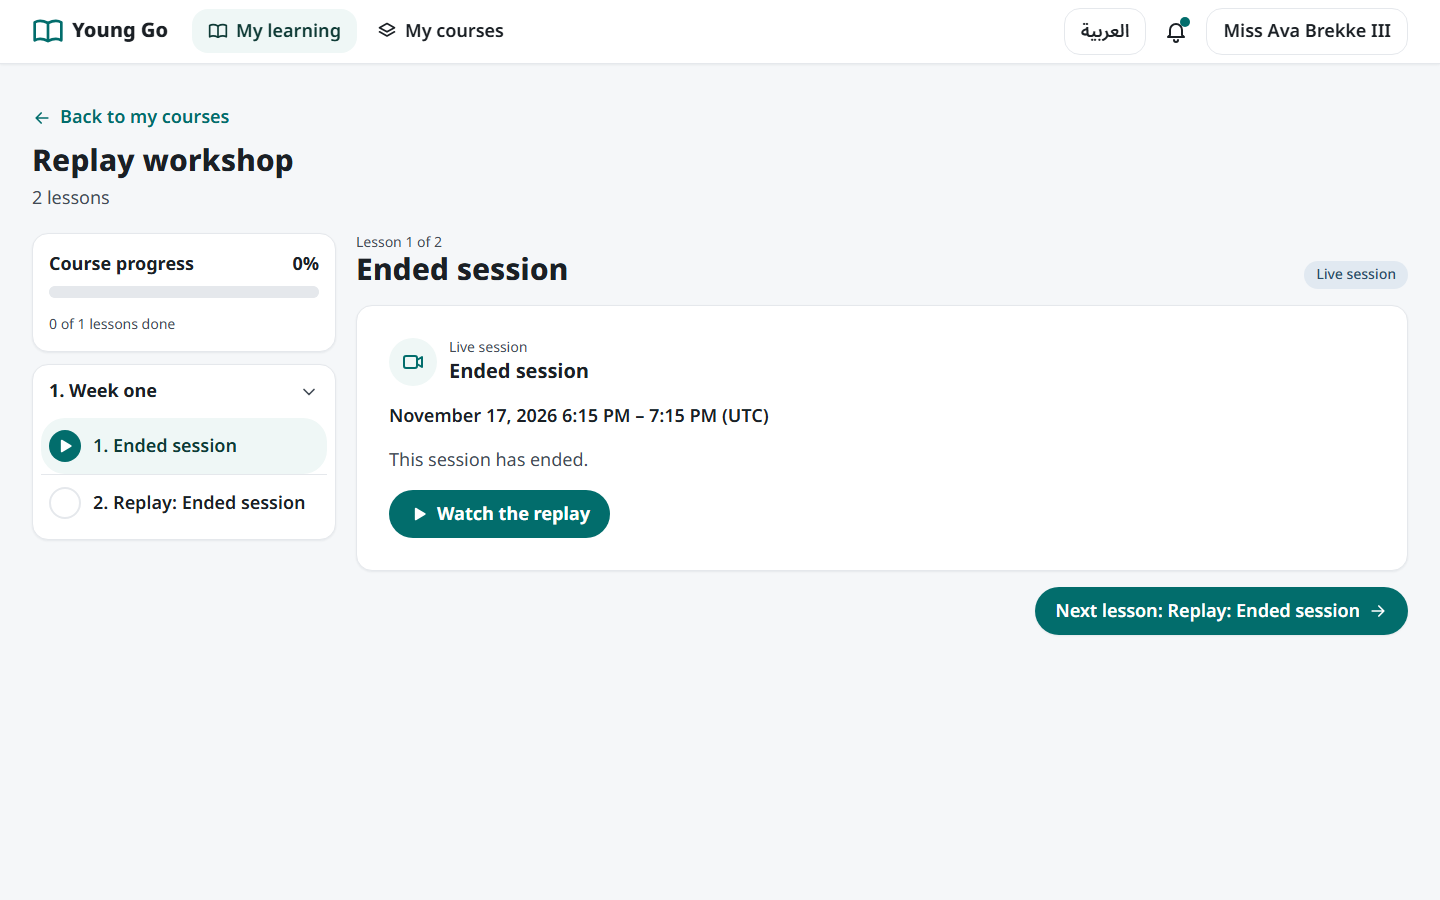 Young Go
My learning
My courses
العربية
Miss Ava Brekke III
Back to my courses
Replay workshop
2 lessons
Course progress
0%
0 of 1 lessons done
1. Week one
1. Ended session
2. Replay: Ended session
Lesson 1 of 2
Ended session
Live session
Live session
Ended session
November 17, 2026 6:15 PM – 7:15 PM (UTC)
This session has ended.
Watch the replay
Next lesson: Replay: Ended session